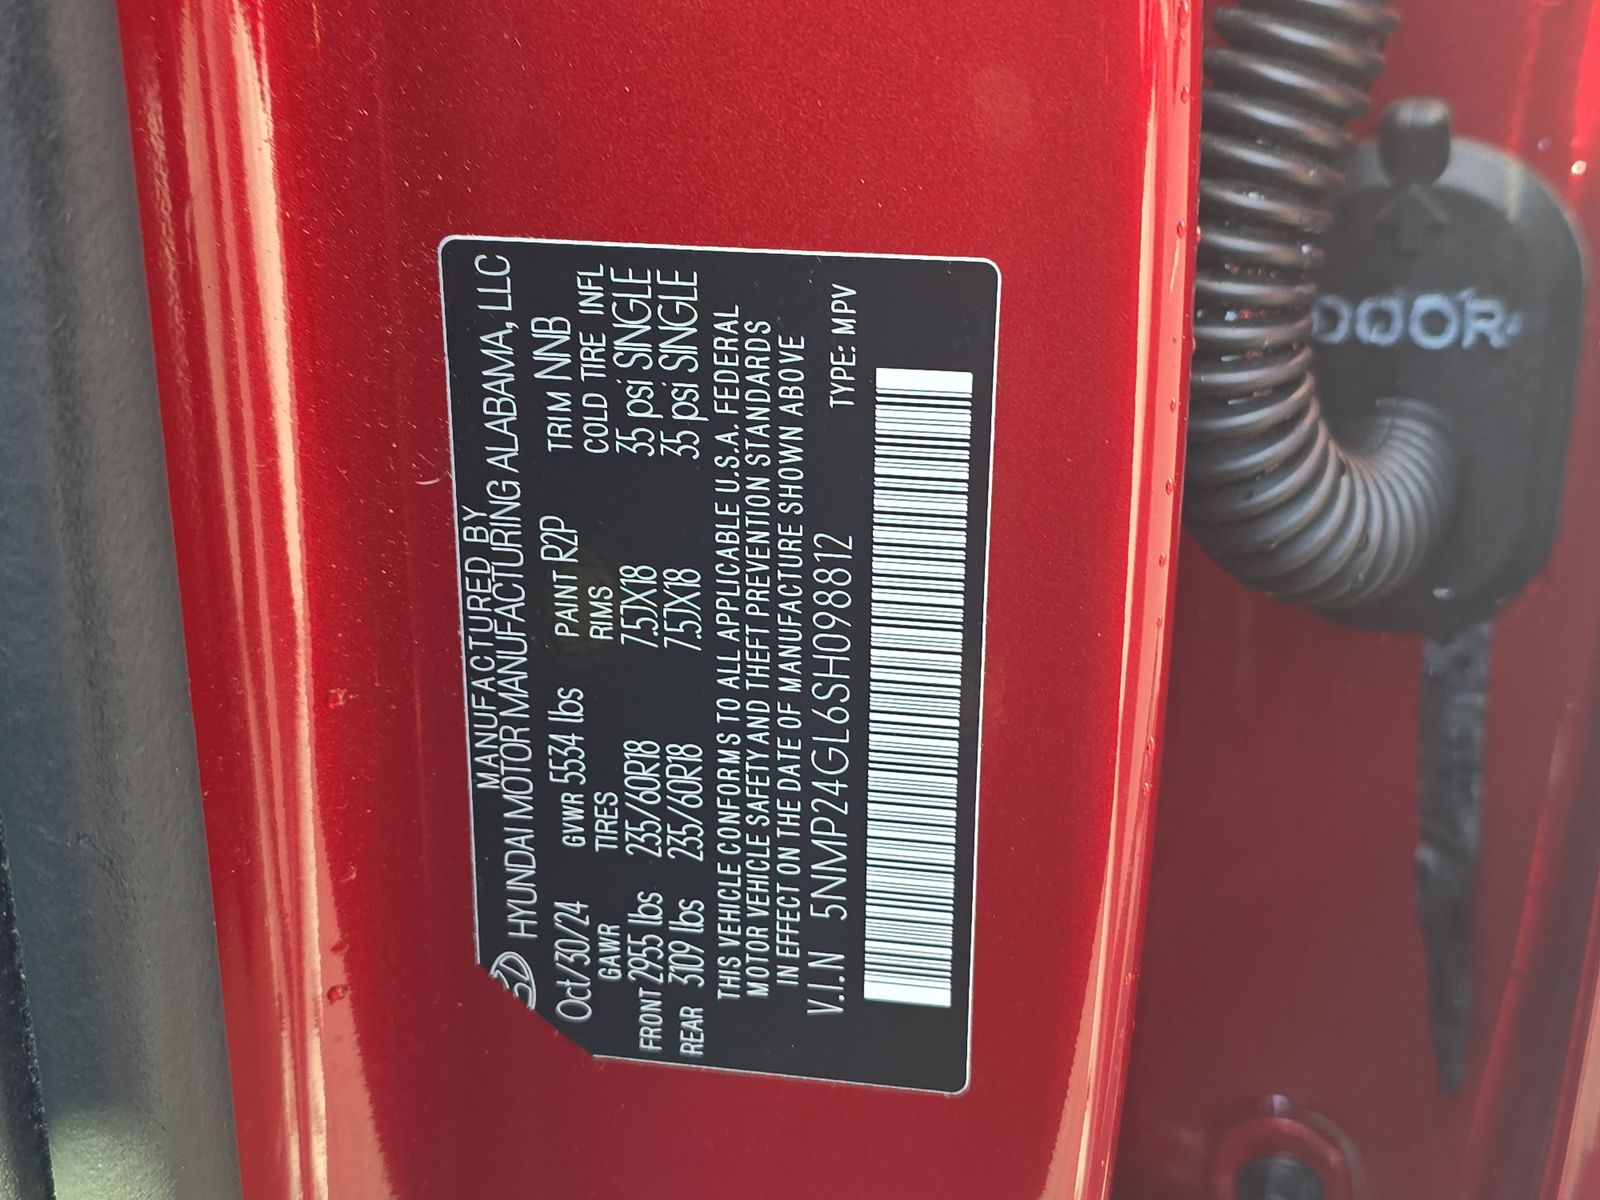 MANUFACTURED BY
HYUNDAI MOTOR MANUFACTURING ALABAMA, LLC
Oct/30/24 GVWR 5534 lbs PAINT R2P TRIM NNB
GAWR TIRES RIMS COLD TIRE INFL
FRONT 2955 lbs 235/60R18 7.5JX18 35 psi SINGLE
REAR 3109 lbs 235/60R18 7.5JX18 35 psi SINGLE
THIS VEHICLE CONFORMS TO ALL APPLICABLE U.S.A. FEDERAL
MOTOR VEHICLE SAFETY AND THEFT PREVENTION STANDARDS
IN EFFECT ON THE DATE OF MANUFACTURE SHOWN ABOVE
V.I.N 5NMP24GL6SH098812 TYPE: MPV
DOOR